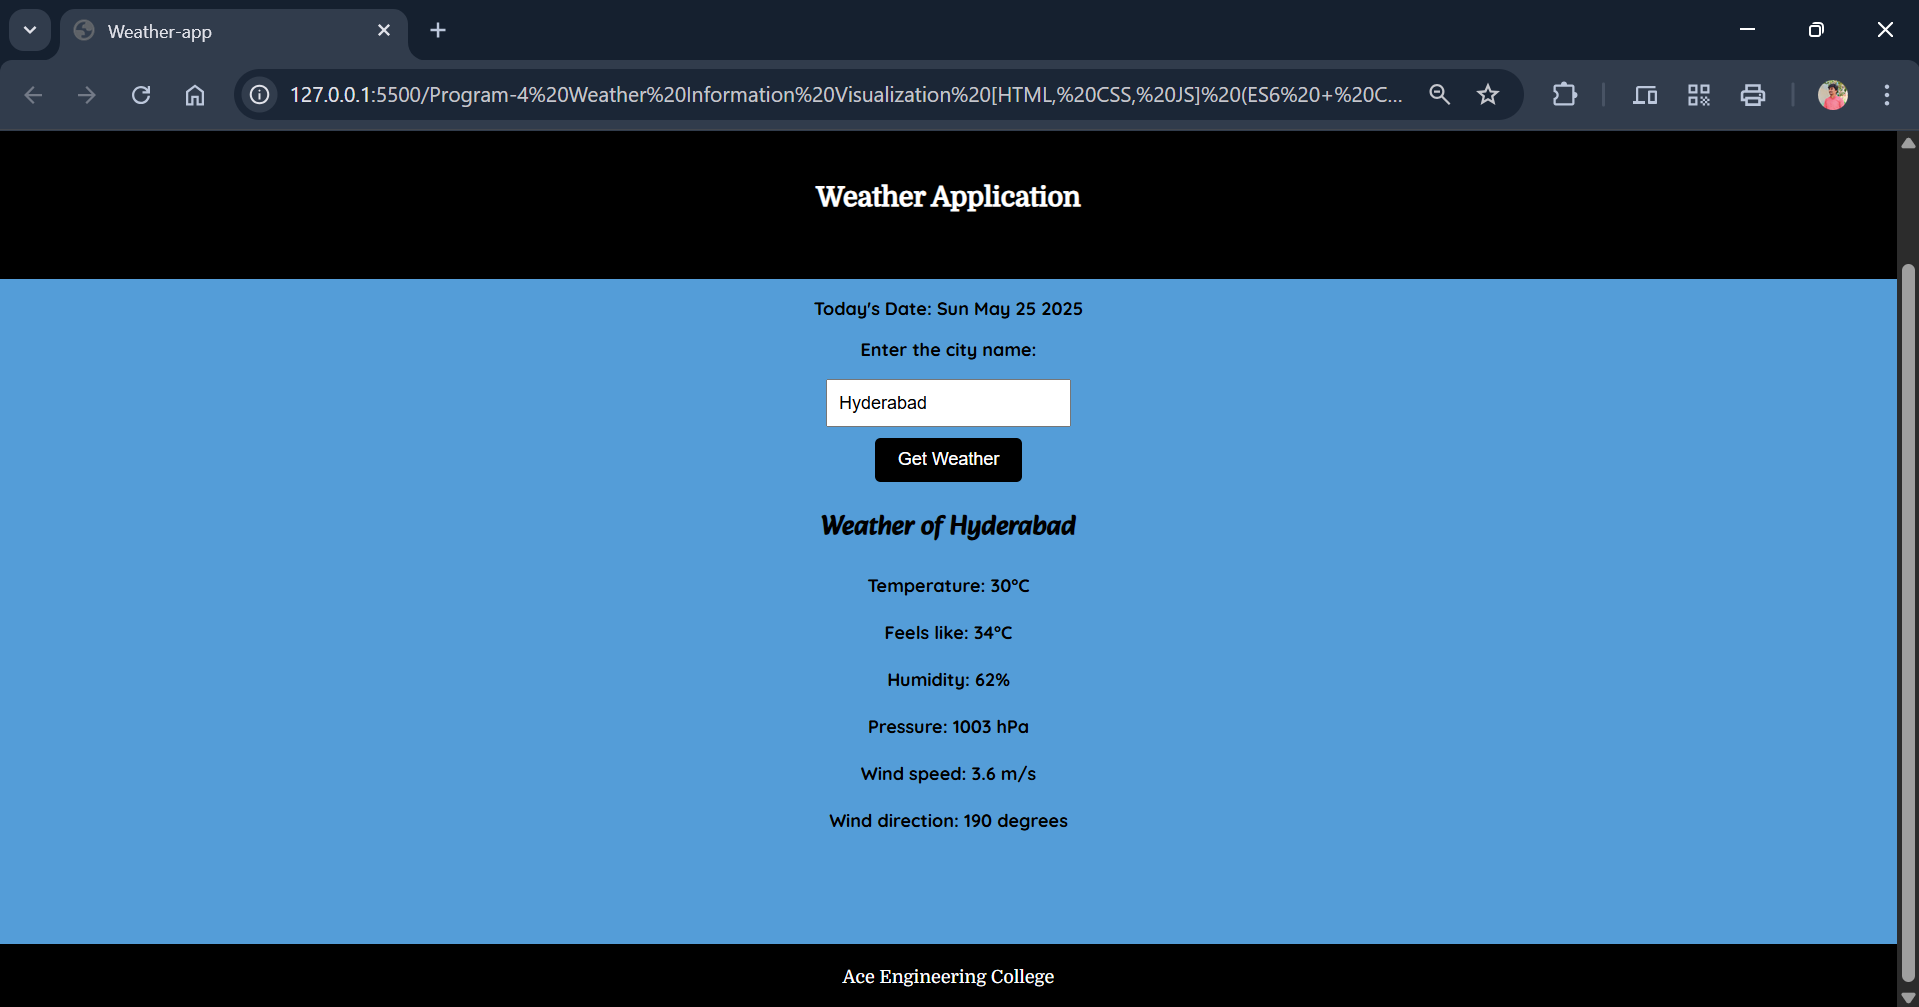 Weather-app
127.0.0.1:5500/Program-4%20Weather%20Information%20Visualization%20[HTML,%20CSS,%20JS]%20(ES6%20+%20C...
Weather Application
Today's Date: Sun May 25 2025
Enter the city name:
Hyderabad
Get Weather
Weather of Hyderabad
Temperature: 30°C
Feels like: 34°C
Humidity: 62%
Pressure: 1003 hPa
Wind speed: 3.6 m/s
Wind direction: 190 degrees
Ace Engineering College